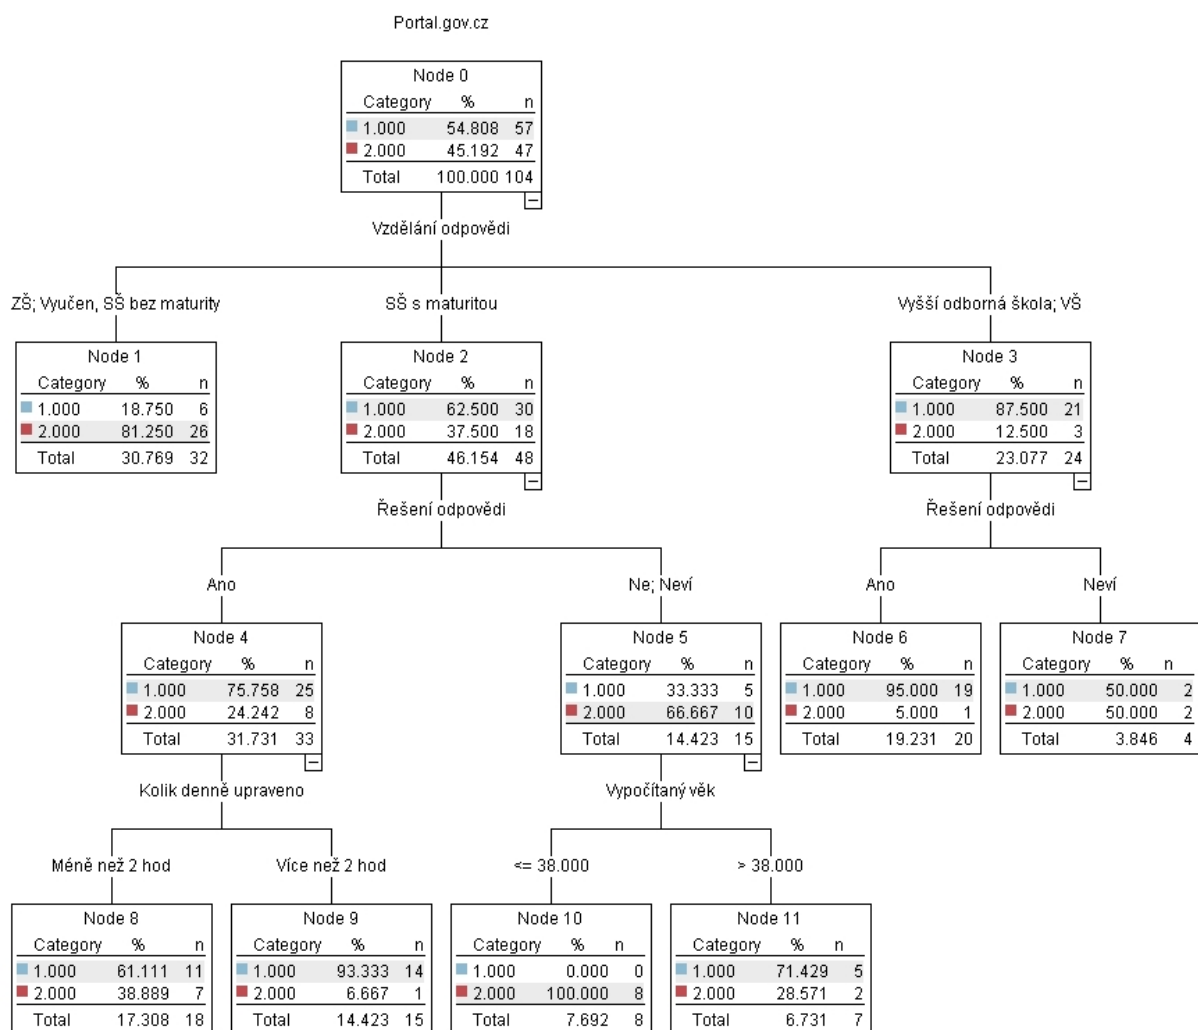 Portal.gov.cz
Node 0
Category % n
1.000 54.808 57
2.000 45.192 47
Total 100.000 104
Vzdělání odpovědi
ZŠ; Vyučen, SŠ bez maturity
Node 1
Category % n
1.000 18.750 6
2.000 81.250 26
Total 30.769 32
SŠ s maturitou
Node 2
Category % n
1.000 62.500 30
2.000 37.500 18
Total 46.154 48
Vyšší odborná škola; VŠ
Node 3
Category % n
1.000 87.500 21
2.000 12.500 3
Total 23.077 24
Řešení odpovědi
Ano
Node 4
Category % n
1.000 75.758 25
2.000 24.242 8
Total 31.731 33
Ne; Neví
Node 5
Category % n
1.000 33.333 5
2.000 66.667 10
Total 14.423 15
Řešení odpovědi
Ano
Node 6
Category % n
1.000 95.000 19
2.000 5.000 1
Total 19.231 20
Neví
Node 7
Category % n
1.000 50.000 2
2.000 50.000 2
Total 3.846 4
Kolik denně upraveno
Méně než 2 hod
Node 8
Category % n
1.000 61.111 11
2.000 38.889 7
Total 17.308 18
Více než 2 hod
Node 9
Category % n
1.000 93.333 14
2.000 6.667 1
Total 14.423 15
Vypočítaný věk
<= 38.000
Node 10
Category % n
1.000 0.000 0
2.000 100.000 8
Total 7.692 8
> 38.000
Node 11
Category % n
1.000 71.429 5
2.000 28.571 2
Total 6.731 7